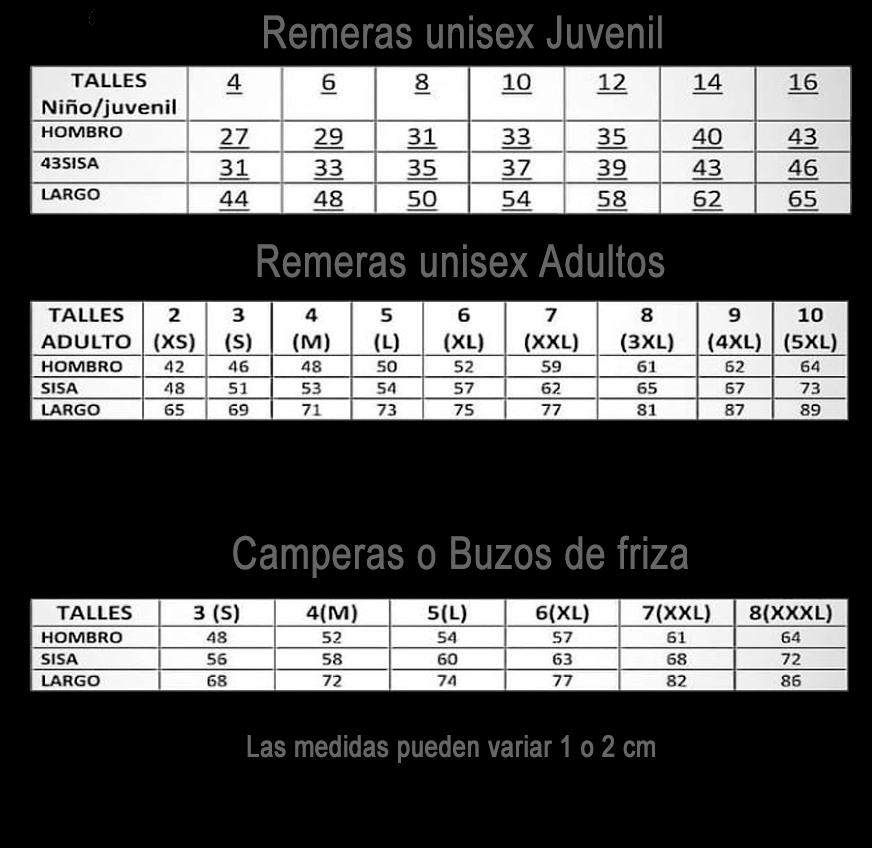 Remeras unisex Juvenil
TALLES Niño/juvenil 4 6 8 10 12 14 16
HOMBRO 27 29 31 33 35 40 43
43SISA 31 33 35 37 39 43 46
LARGO 44 48 50 54 58 62 65
Remeras unisex Adultos
TALLES 2 3 4 5 6 7 8 9 10
ADULTO (XS) (S) (M) (L) (XL) (XXL) (3XL) (4XL) (5XL)
HOMBRO 42 46 48 50 52 59 61 62 64
SISA 48 51 53 54 57 62 65 67 73
LARGO 65 69 71 73 75 77 81 87 89
Camperas o Buzos de friza
TALLES 3 (S) 4(M) 5(L) 6(XL) 7(XXL) 8(XXXL)
HOMBRO 48 52 54 57 61 64
SISA 56 58 60 63 68 72
LARGO 68 72 74 77 82 86
Las medidas pueden variar 1 o 2 cm